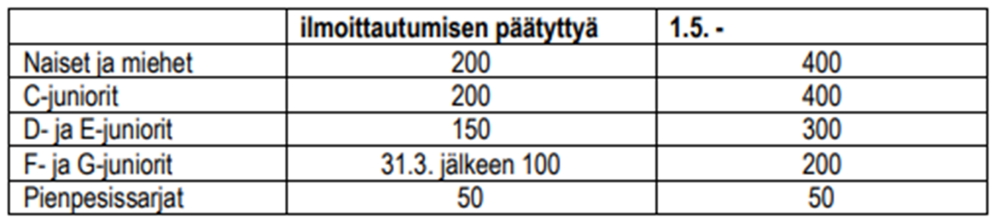 ilmoittautumisen päätyttyä 1.5. -
Naiset ja miehet 200 400
C-juniorit 200 400
D- ja E-juniorit 150 300
F- ja G-juniorit 31.3. jälkeen 100 200
Pienpesissarjat 50 50